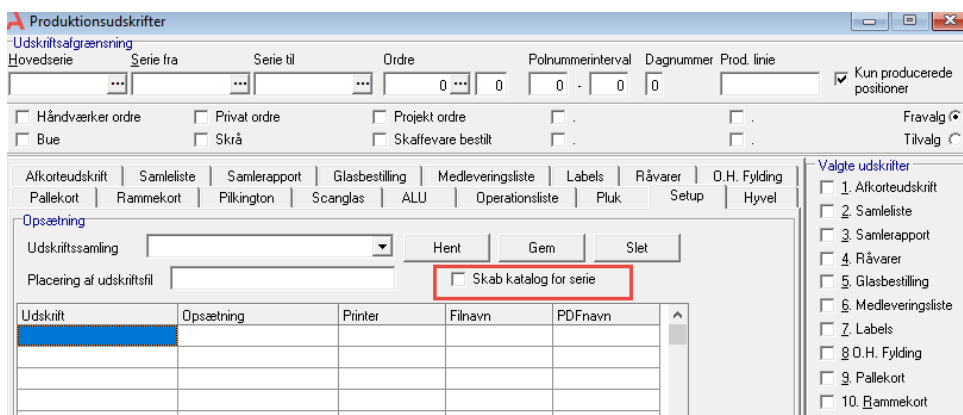 Produktionsudskrifter
Udskriftsafgrænsning
Hovedserie Serie fra Serie til Ordre Polnummerinterval Dagnummer Prod. linie
... ... ... 0 ... 0 0 - 0 0 Kun producerede
positioner
Håndværker ordre Privat ordre Projekt ordre . . Fravalg
Bue Skrå Skaffevare bestilt . . Tilvalg
Afkorteudskrift Samleliste Samlerapport Glasbestilling Medleveringsliste Labels Råvarer O.H. Fylding
Pallekort Rammekort Pilkington Scanglas ALU Operationsliste Pluk Setup Hyvel
Opsætning
Udskriftssamling Hent Gem Slet
Placering af udskriftsfil Skab katalog for serie
Udskrift Opsætning Printer Filnavn PDFnavn
Valgte udskrifter
1. Afkorteudskrift
2. Samleliste
3. Samlerapport
4. Råvarer
5. Glasbestilling
6. Medleveringsliste
7. Labels
8 O.H. Fylding
9. Pallekort
10. Rammekort